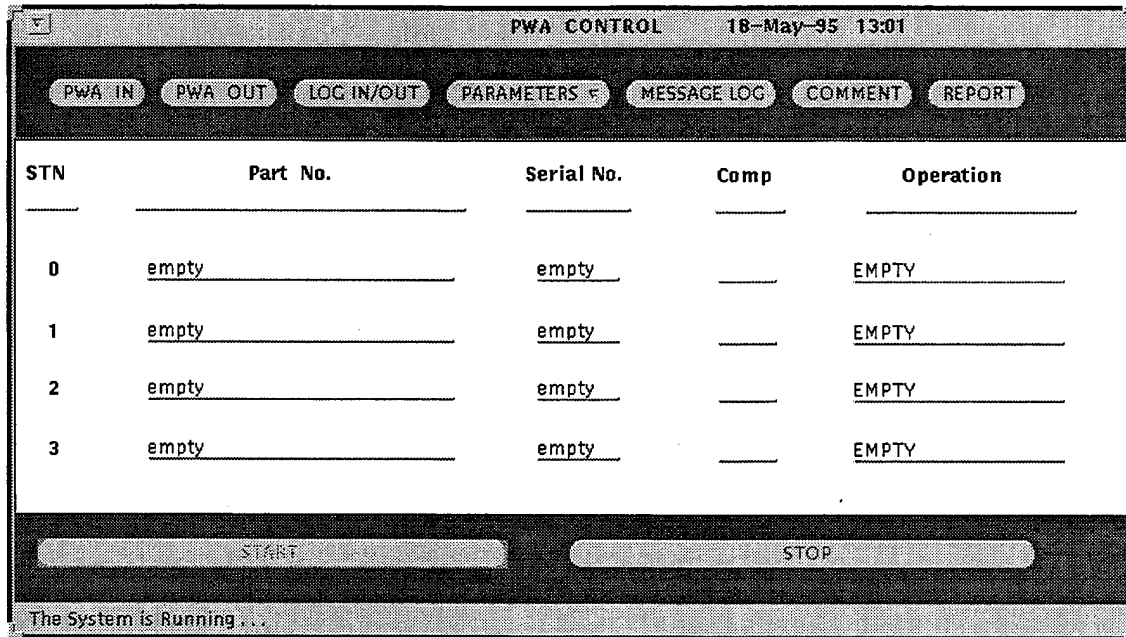 PWA CONTROL 18-May-95 13:01
PWA IN PWA OUT LOG IN/OUT PARAMETERS MESSAGE LOG COMMENT REPORT
STN Part No. Serial No. Comp Operation
0 empty empty EMPTY
1 empty empty EMPTY
2 empty empty EMPTY
3 empty empty EMPTY
START STOP
The System is Running...